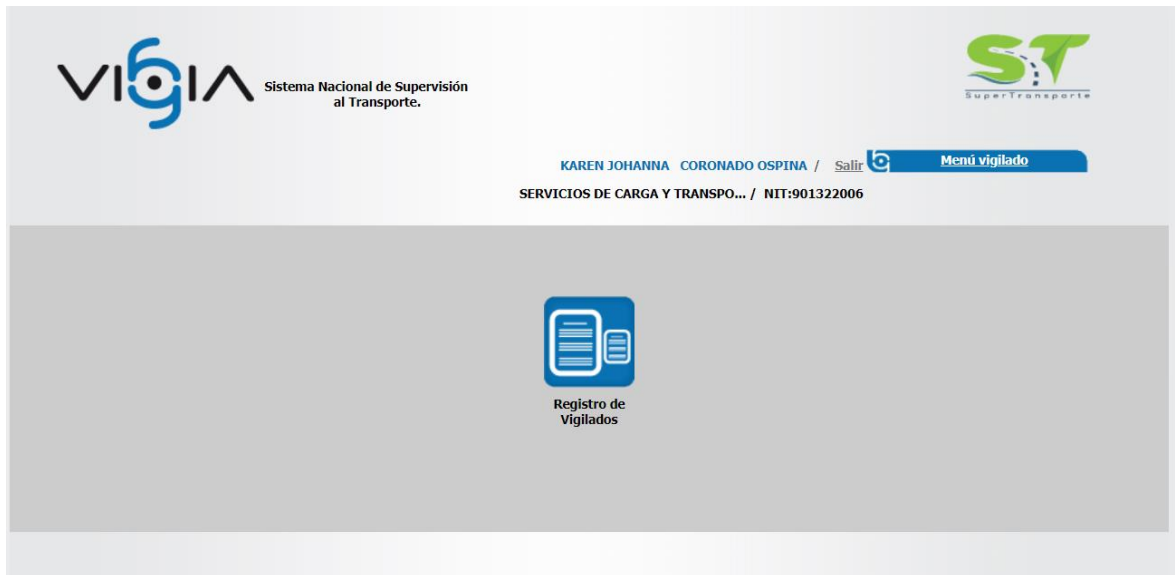 VIGIA
Sistema Nacional de Supervisión
al Transporte.
ST
SuperTransporte
KAREN JOHANNA CORONADO OSPINA / Salir
Menú vigilado
SERVICIOS DE CARGA Y TRANSPO... / NIT:901322006
Registro de
Vigilados